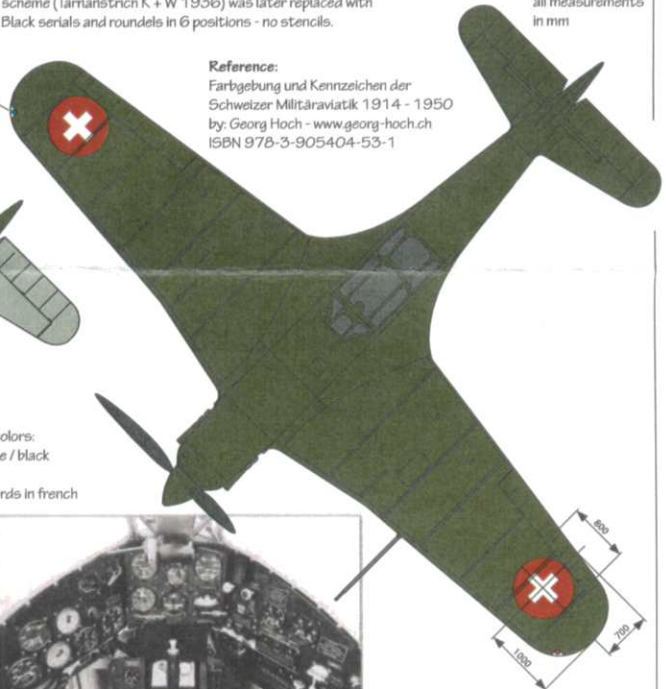 scheme (Tarnanstrich K + W 1936) was later replaced with
Black serials and roundels in 6 positions - no stencils.
all measurements
in mm
Reference:
Farbgebung und Kennzeichen der
Schweizer Militäraviatik 1914 - 1950
by: Georg Hoch - www.georg-hoch.ch
ISBN 978-3-905404-53-1
olors:
e / black
rds in french
600
700
1000